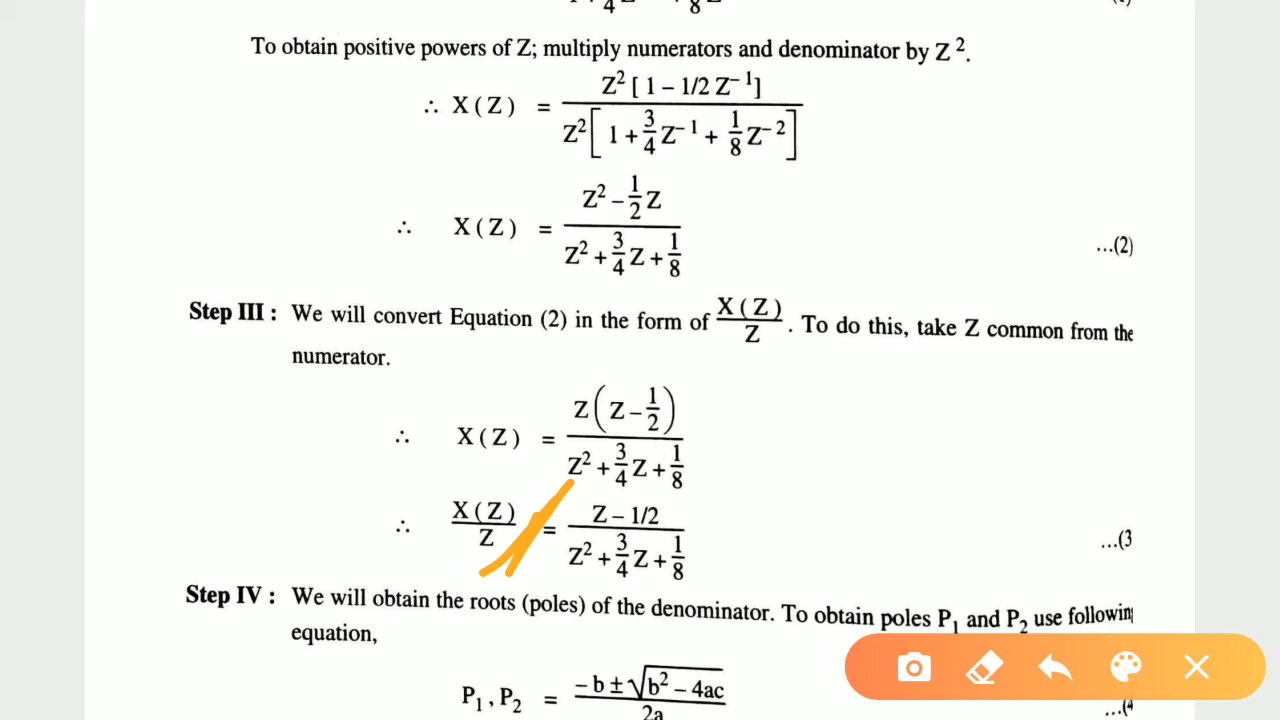 To obtain positive powers of Z; multiply numerators and denominator by Z².
∴ X(Z) = Z² [ 1 – 1/2 Z⁻¹] / Z² [ 1 + 3/4 Z⁻¹ + 1/8 Z⁻² ]
∴ X(Z) = Z² – 1/2 Z / Z² + 3/4 Z + 1/8 ...(2)
Step III : We will convert Equation (2) in the form of X(Z)/Z . To do this, take Z common from the
numerator.
∴ X(Z) = Z ( Z – 1/2 ) / Z² + 3/4 Z + 1/8
∴ X(Z)/Z = Z – 1/2 / Z² + 3/4 Z + 1/8 ...(3
Step IV : We will obtain the roots (poles) of the denominator. To obtain poles P₁ and P₂ use followin
equation,
P₁ , P₂ = – b ± √b² – 4ac / 2a ...(4